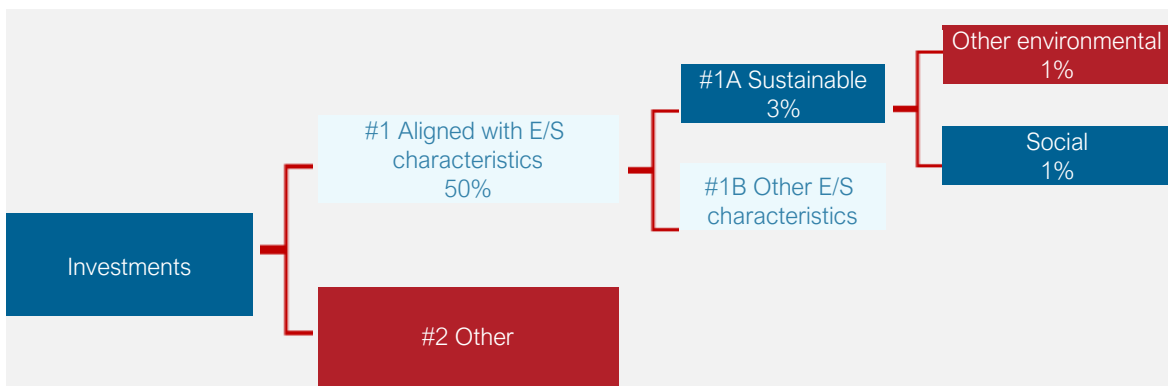 Investments
#1 Aligned with E/S
characteristics
50%
#2 Other
#1A Sustainable
3%
#1B Other E/S
characteristics
Other environmental
1%
Social
1%